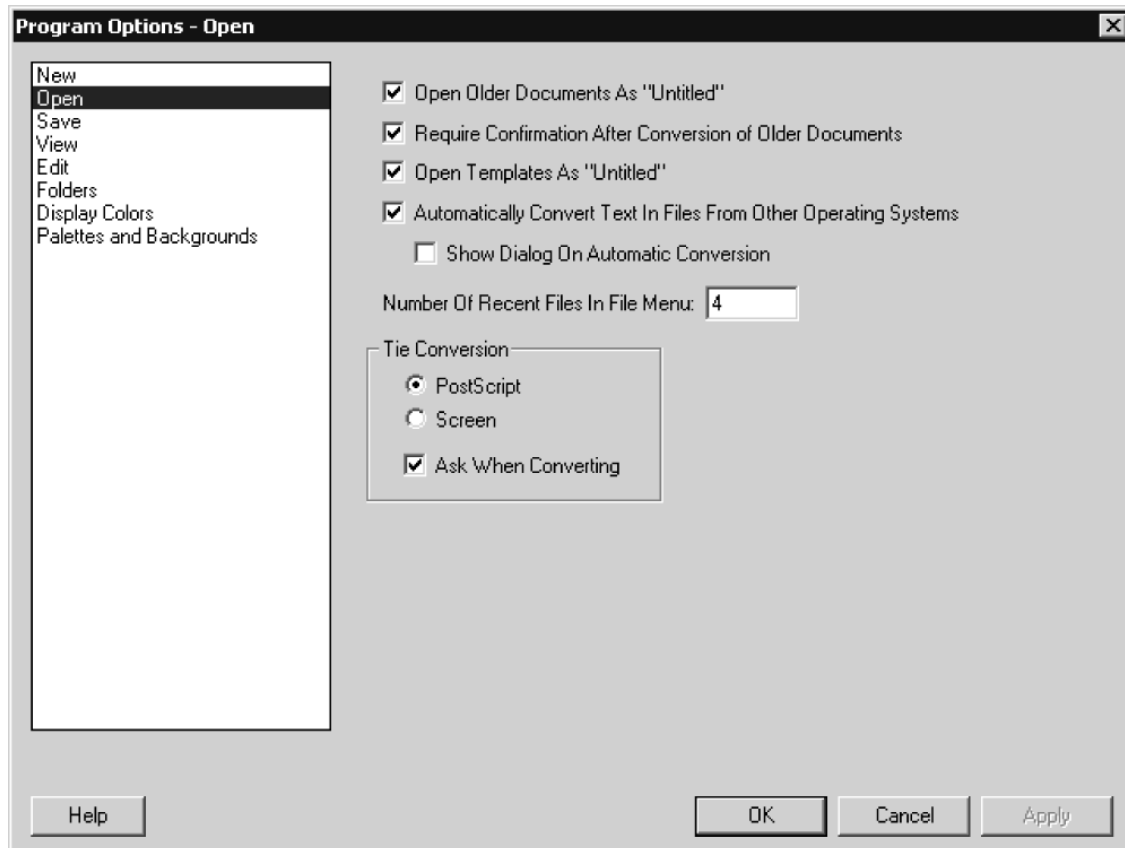 Program Options - Open
New
Open
Save
View
Edit
Folders
Display Colors
Palettes and Backgrounds
Open Older Documents As "Untitled"
Require Confirmation After Conversion of Older Documents
Open Templates As "Untitled"
Automatically Convert Text In Files From Other Operating Systems
Show Dialog On Automatic Conversion
Number Of Recent Files In File Menu: 4
Tie Conversion
PostScript
Screen
Ask When Converting
Help OK Cancel Apply